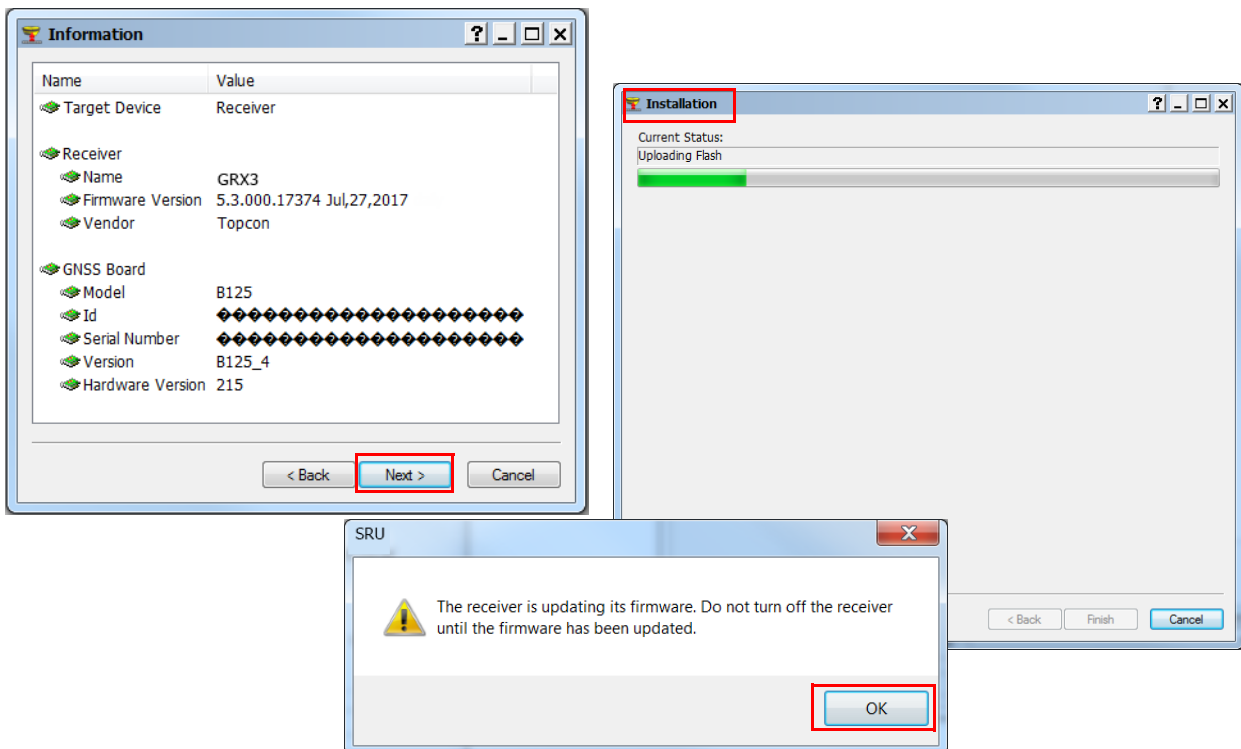 Information
Name Value
Target Device Receiver
Receiver
Name GRX3
Firmware Version 5.3.000.17374 Jul,27,2017
Vendor Topcon
GNSS Board
Model B125
Id �������������������������
Serial Number �������������������������
Version B125_4
Hardware Version 215
< Back Next > Cancel
Installation
Current Status:
Uploading Flash
< Back Finish Cancel
SRU
The receiver is updating its firmware. Do not turn off the receiver
until the firmware has been updated.
OK